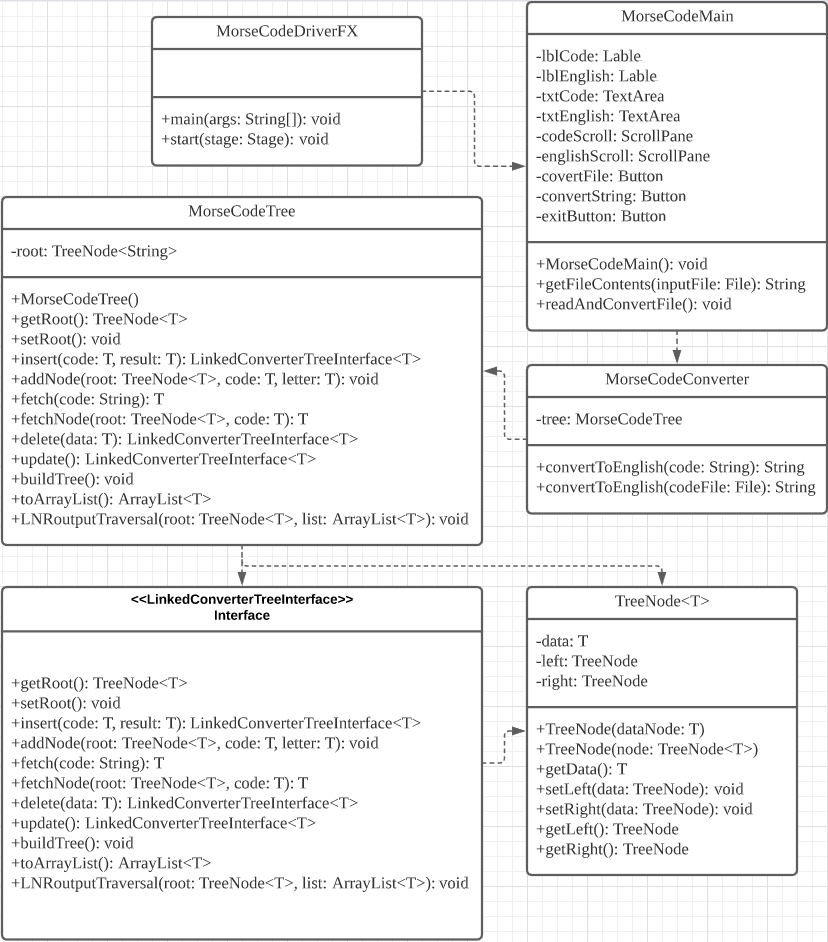 MorseCodeDriverFX
+main(args: String[]): void
+start(stage: Stage): void
MorseCodeMain
-lblCode: Lable
-lblEnglish: Lable
-txtCode: TextArea
-txtEnglish: TextArea
-codeScroll: ScrollPane
-englishScroll: ScrollPane
-covertFile: Button
-convertString: Button
-exitButton: Button
+MorseCodeMain(): void
+getFileContents(inputFile: File): String
+readAndConvertFile(): void
MorseCodeTree
-root: TreeNode<String>
+MorseCodeTree()
+getRoot(): TreeNode<T>
+setRoot(): void
+insert(code: T, result: T): LinkedConverterTreeInterface<T>
+addNode(root: TreeNode<T>, code: T, letter: T): void
+fetch(code: String): T
+fetchNode(root: TreeNode<T>, code: T): T
+delete(data: T): LinkedConverterTreeInterface<T>
+update(): LinkedConverterTreeInterface<T>
+buildTree(): void
+toArrayList(): ArrayList<T>
+LNRoutputTraversal(root: TreeNode<T>, list: ArrayList<T>): void
MorseCodeConverter
-tree: MorseCodeTree
+convertToEnglish(code: String): String
+convertToEnglish(codeFile: File): String
<<LinkedConverterTreeInterface>>
Interface
+getRoot(): TreeNode<T>
+setRoot(): void
+insert(code: T, result: T): LinkedConverterTreeInterface<T>
+addNode(root: TreeNode<T>, code: T, letter: T): void
+fetch(code: String): T
+fetchNode(root: TreeNode<T>, code: T): T
+delete(data: T): LinkedConverterTreeInterface<T>
+update(): LinkedConverterTreeInterface<T>
+buildTree(): void
+toArrayList(): ArrayList<T>
+LNRoutputTraversal(root: TreeNode<T>, list: ArrayList<T>): void
TreeNode<T>
-data: T
-left: TreeNode
-right: TreeNode
+TreeNode(dataNode: T)
+TreeNode(node: TreeNode<T>)
+getData(): T
+setLeft(data: TreeNode): void
+setRight(data: TreeNode): void
+getLeft(): TreeNode
+getRight(): TreeNode